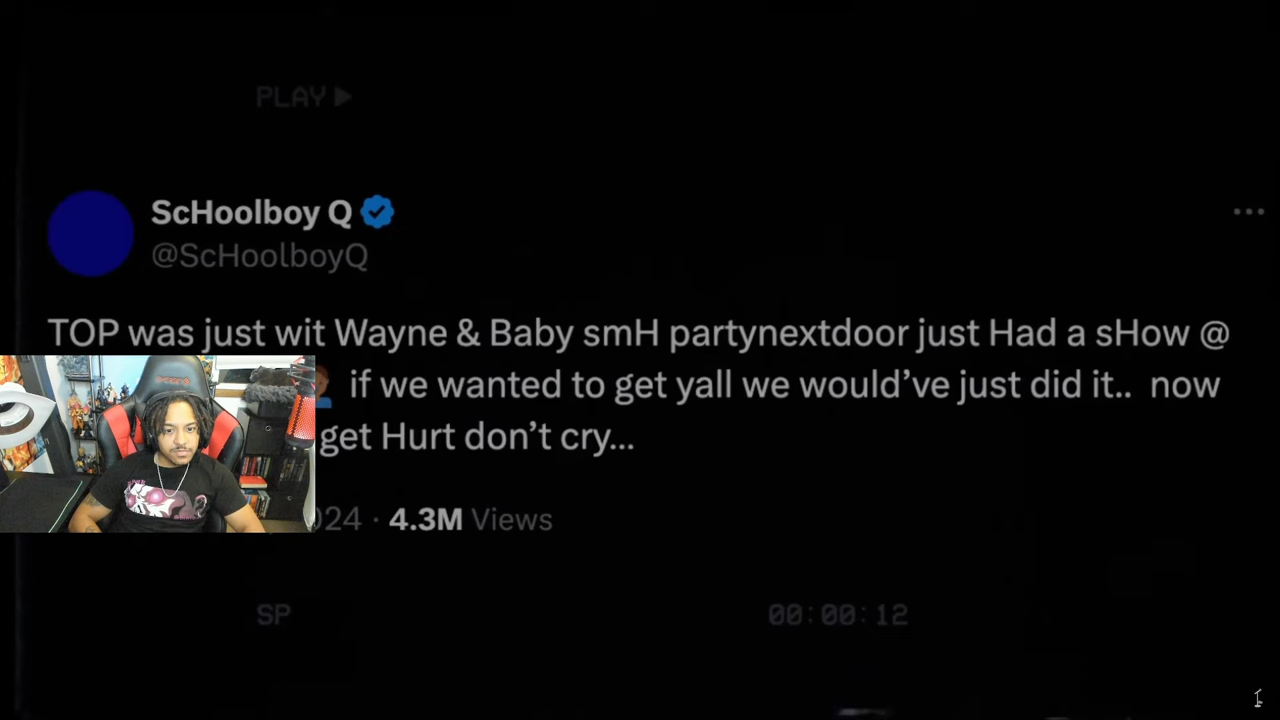 PLAY
ScHoolboy Q
@ScHoolboyQ
TOP was just wit Wayne & Baby smH partynextdoor just Had a sHow @
if we wanted to get yall we would’ve just did it.. now
get Hurt don’t cry...
024 · 4.3M Views
SP 00:00:12